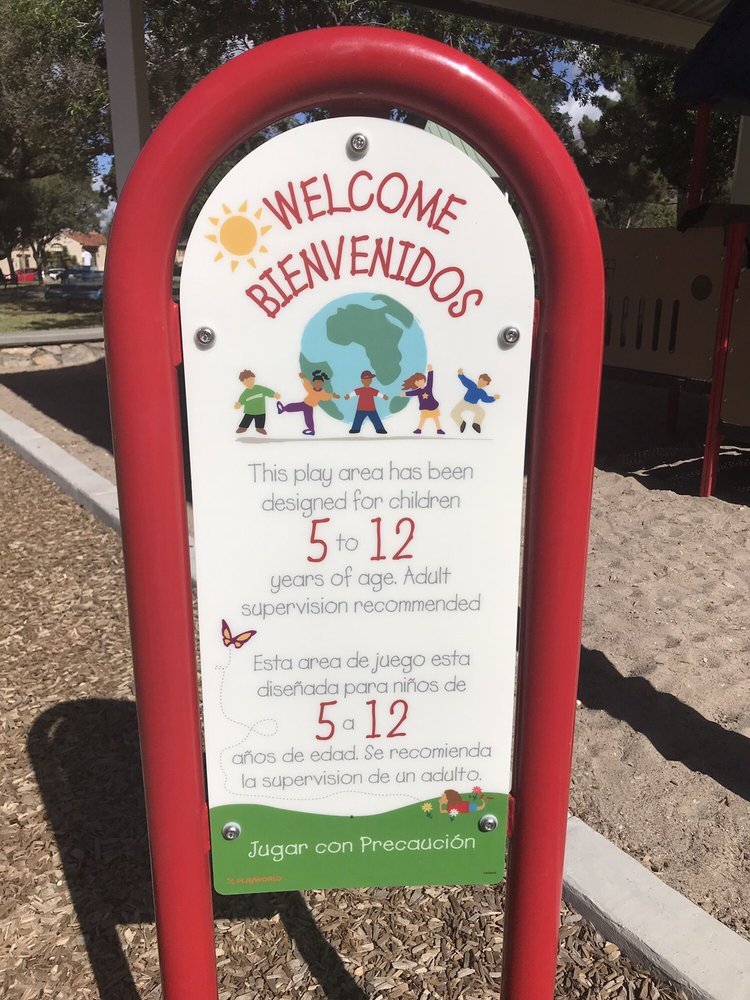 WELCOME
BIENVENIDOS
This play area has been
designed for children
5 to 12
years of age. Adult
supervision recommended
Esta area de juego esta
diseñada para niños de
5 a 12
años de edad. Se recomienda
la supervision de un adulto.
Jugar con Precaución
PLAYWORLD